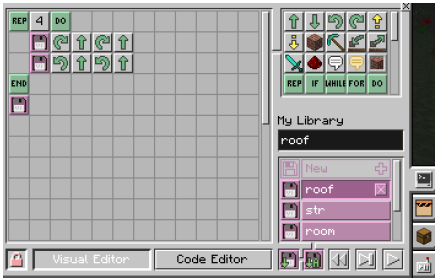 REP 4 DO
END
REP IF WHILE FOR DO
My Library
roof
New
roof
str
room
Visual Editor Code Editor